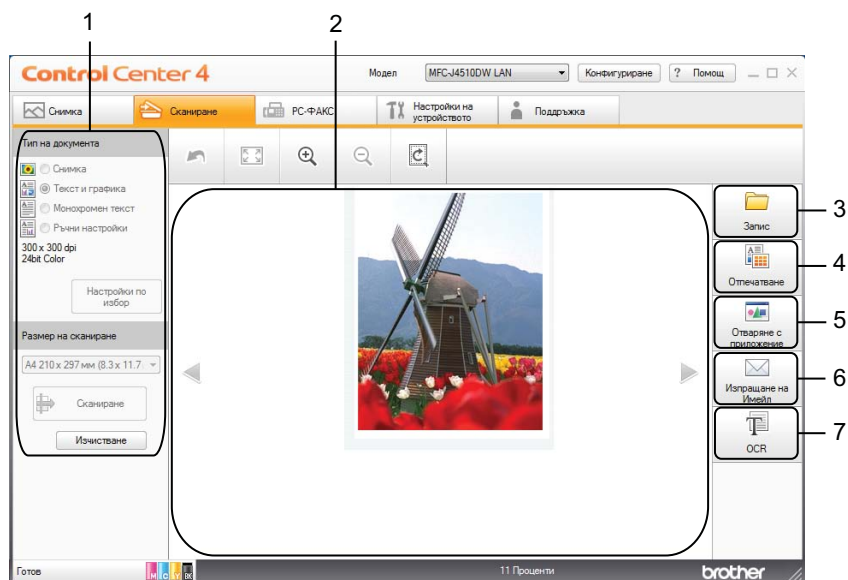 1
2
Control Center 4
Модел
MFC-J4510DW LAN
Конфигуриране
? Помощ
Снимка
Сканиране
PC-ФАКС
Настройки на
устройството
Поддръжка
Тип на документа
Снимка
Текст и графика
Монохромен текст
Ръчни настройки
300 x 300 dpi
24bit Color
Настройки по
избор
Размер на сканиране
A4 210 x 297 мм (8.3 x 11.7
Сканиране
Изчистване
Запис
3
Отпечатване
4
Отваряне с
приложение
5
Изпращане на
Имейл
6
OCR
7
Готов
M C Y BK
11 Проценти
brother